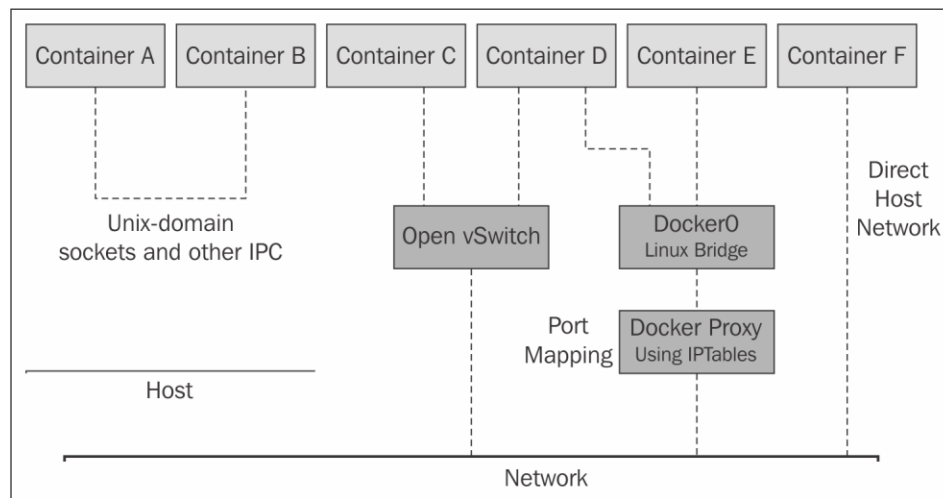 Container A
Container B
Container C
Container D
Container E
Container F
Unix-domain
sockets and other IPC
Open vSwitch
Docker0
Linux Bridge
Direct
Host
Network
Port
Mapping
Docker Proxy
Using IPTables
Host
Network